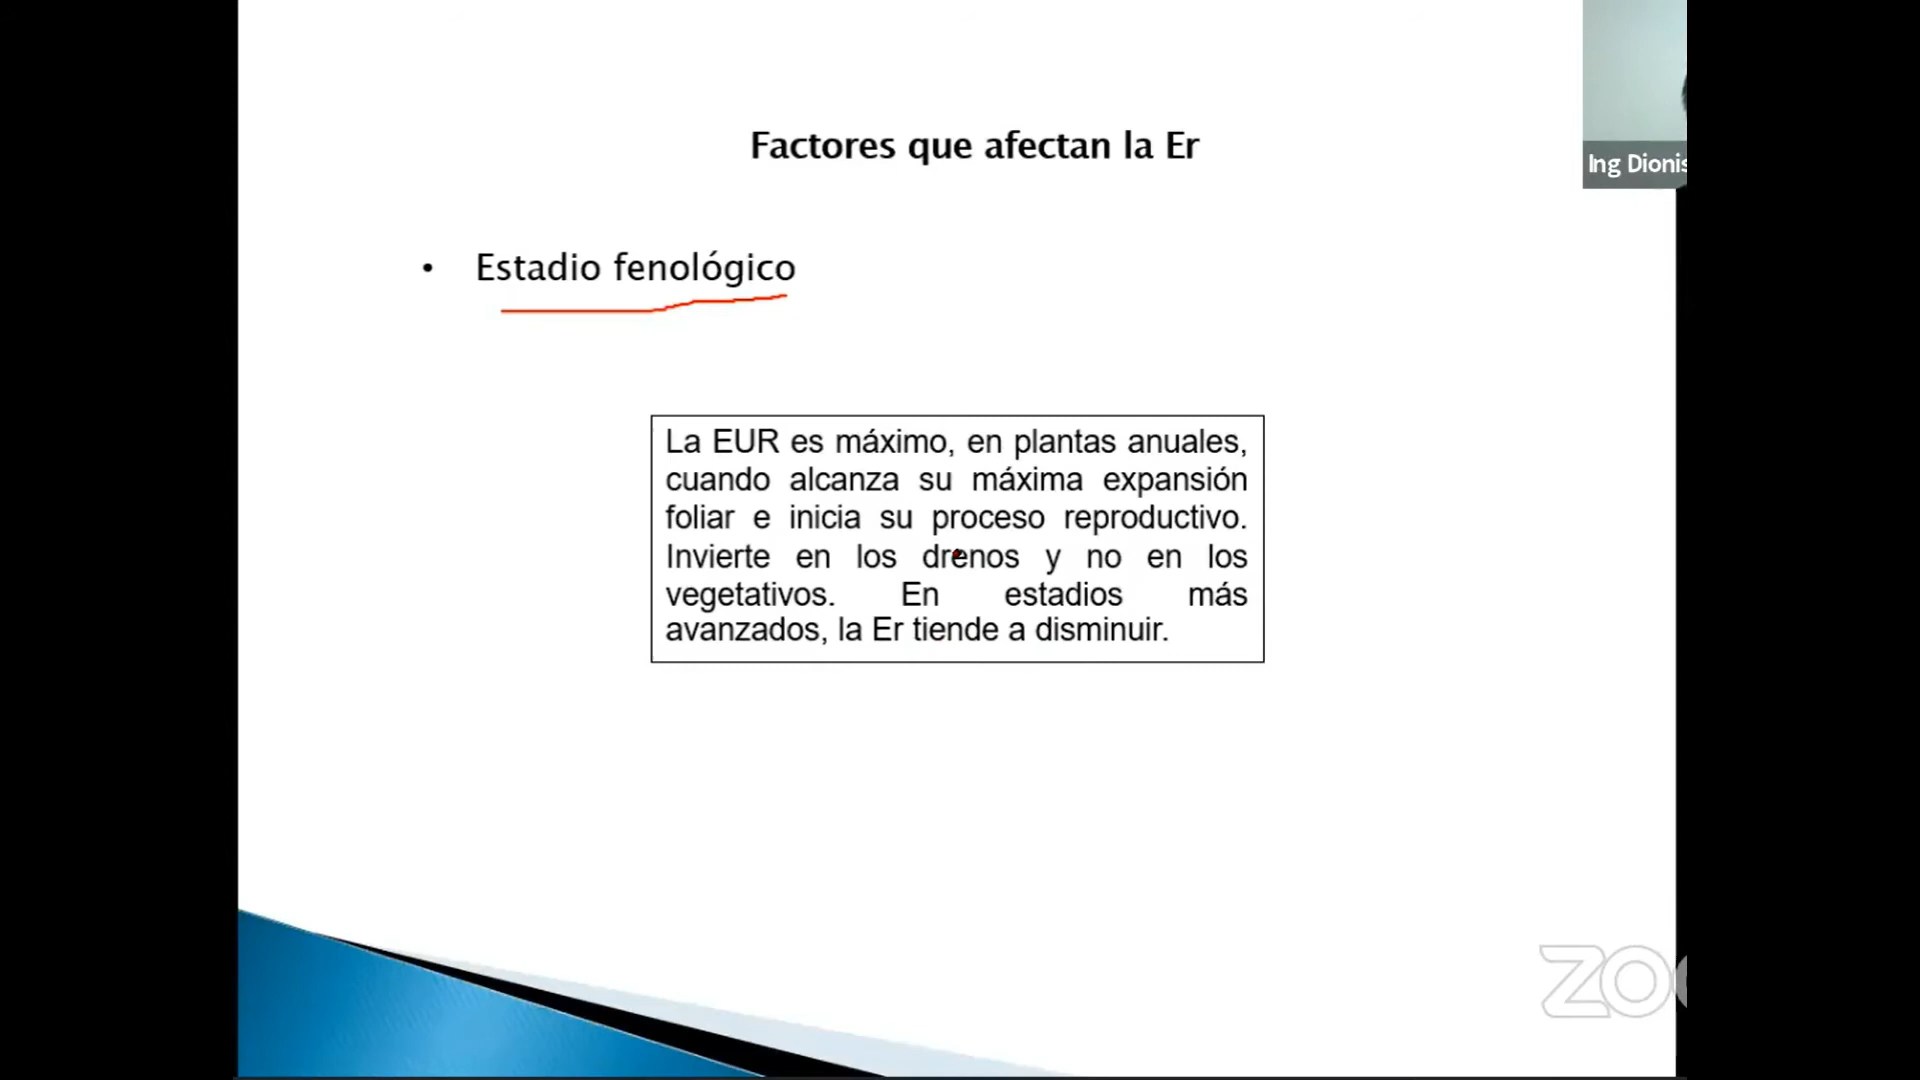 Factores que afectan la Er
Ing Dionis
• Estadio fenológico
La EUR es máximo, en plantas anuales,
cuando alcanza su máxima expansión
foliar e inicia su proceso reproductivo.
Invierte en los drenos y no en los
vegetativos. En estadios más
avanzados, la Er tiende a disminuir.
ZO